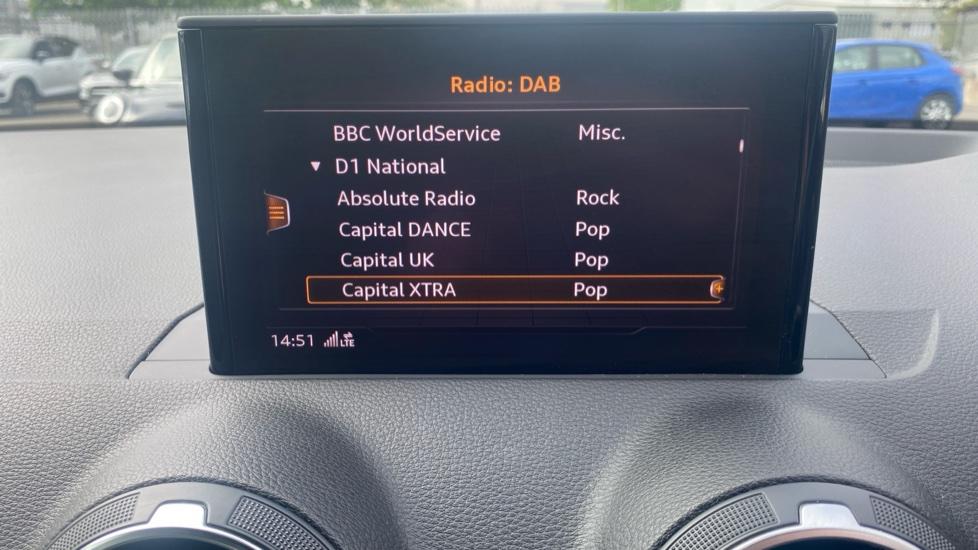 Radio: DAB
BBC WorldService Misc.
▼ D1 National
Absolute Radio Rock
Capital DANCE Pop
Capital UK Pop
Capital XTRA Pop
14:51 LTE